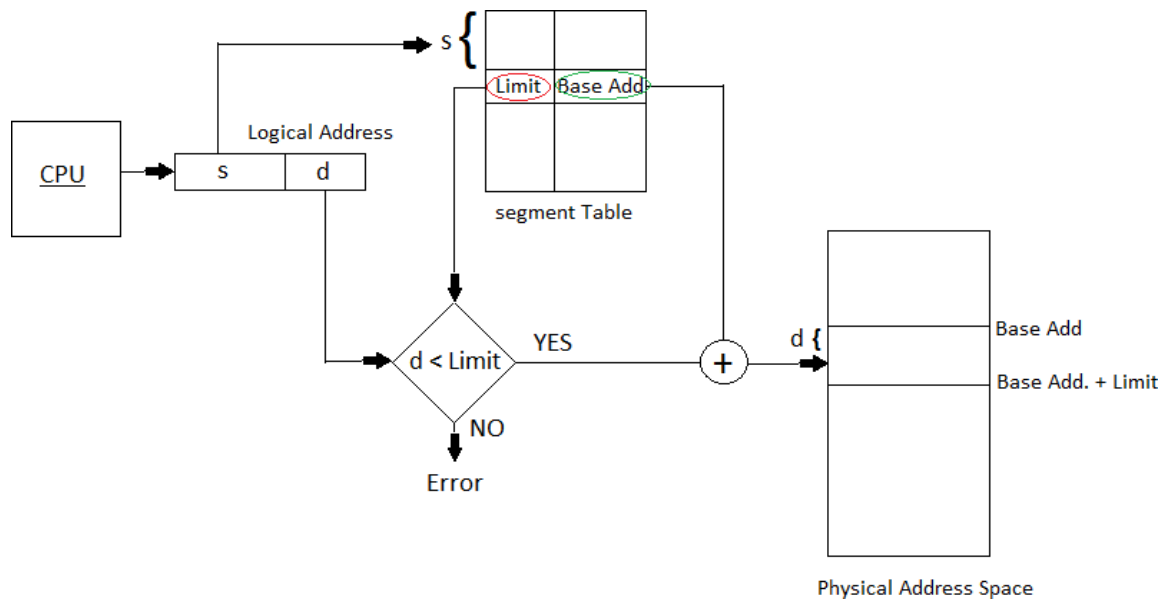 s {
Limit
Base Add.
Logical Address
CPU
s
d
segment Table
d < Limit
YES
+
d {
Base Add
Base Add. + Limit
NO
Error
Physical Address Space